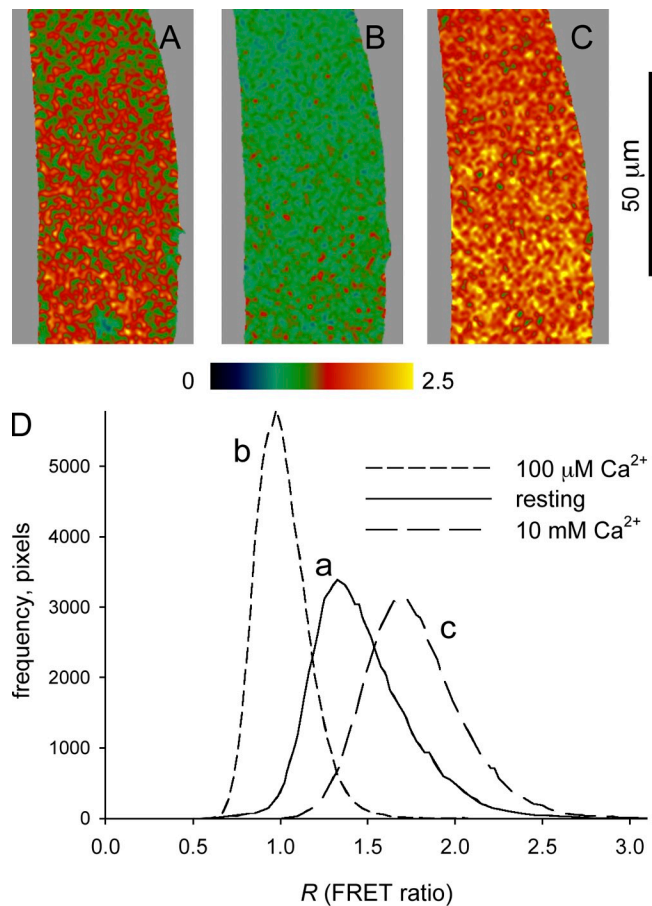 A
B
C
50 μm
0
2.5
D
b
a
c
100 μM Ca²⁺
resting
10 mM Ca²⁺
frequency, pixels
5000
4000
3000
2000
1000
0
0.0 0.5 1.0 1.5 2.0 2.5 3.0
R (FRET ratio)